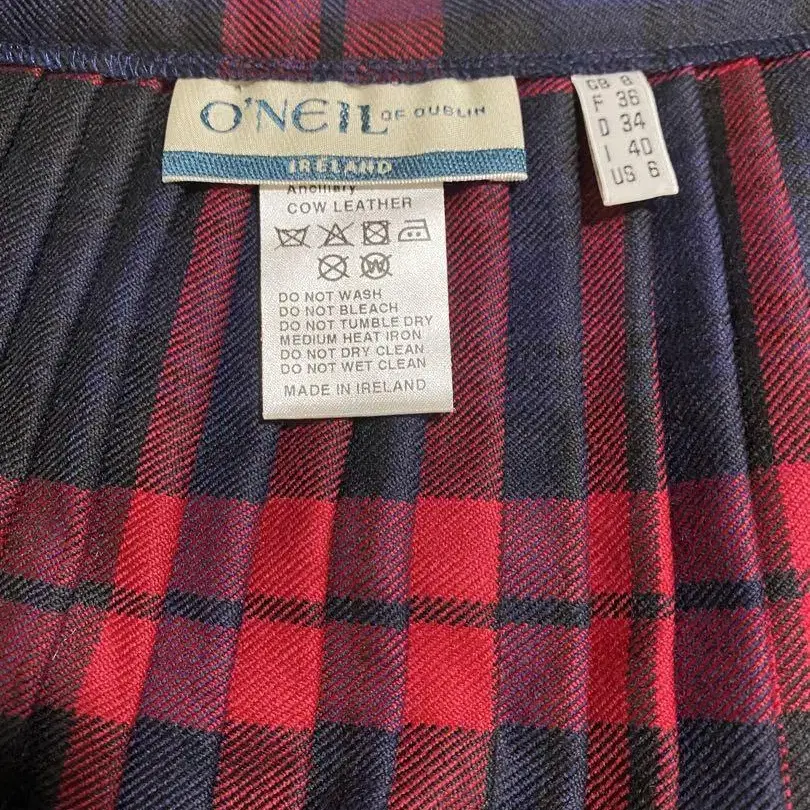 O'NEIL OF DUBLIN
IRELAND
Ancillary
COW LEATHER
W
DO NOT WASH
DO NOT BLEACH
DO NOT TUMBLE DRY
MEDIUM HEAT IRON
DO NOT DRY CLEAN
DO NOT WET CLEAN
MADE IN IRELAND
GB 8
F 36
D 34
I 40
US 6